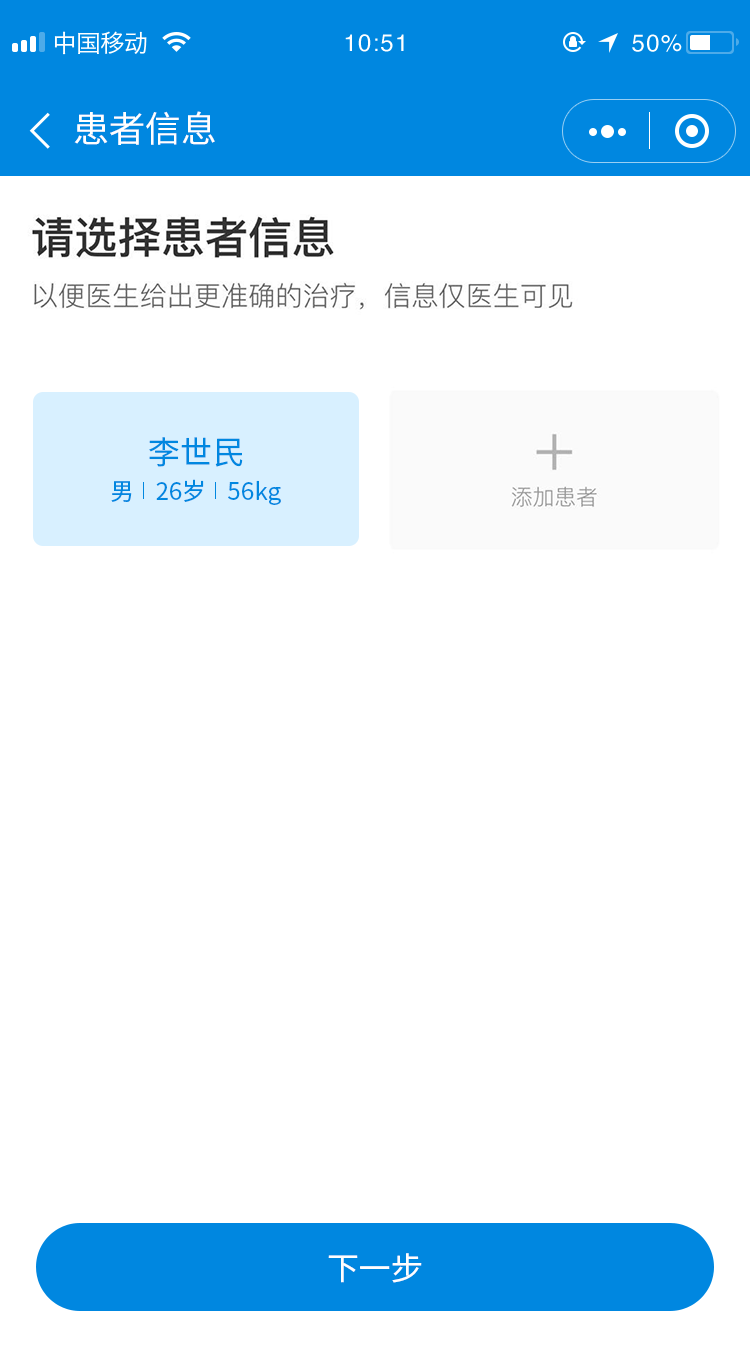 中国移动 10:51 50%
患者信息
请选择患者信息
以便医生给出更准确的治疗，信息仅医生可见
李世民
男 | 26岁 | 56kg
添加患者
下一步